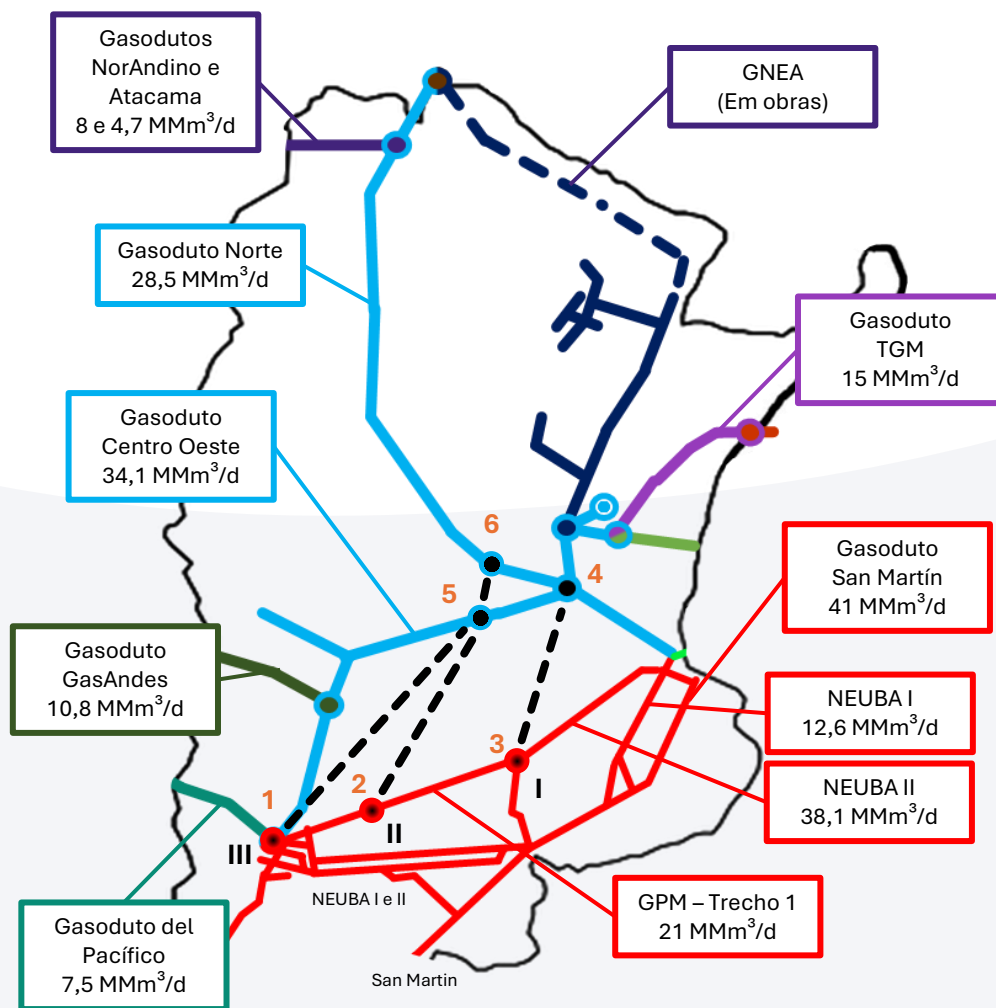 Gasodutos
NorAndino e
Atacama
8 e 4,7 MMm³/d
GNEA
(Em obras)
Gasoduto Norte
28,5 MMm³/d
Gasoduto
TGM
15 MMm³/d
Gasoduto
Centro Oeste
34,1 MMm³/d
6
4
5
Gasoduto
San Martín
41 MMm³/d
Gasoduto
GasAndes
10,8 MMm³/d
NEUBA I
12,6 MMm³/d
3
NEUBA II
38,1 MMm³/d
I
2
1
II
III
NEUBA I e II
GPM – Trecho 1
21 MMm³/d
Gasoduto del
Pacífico
7,5 MMm³/d
San Martin